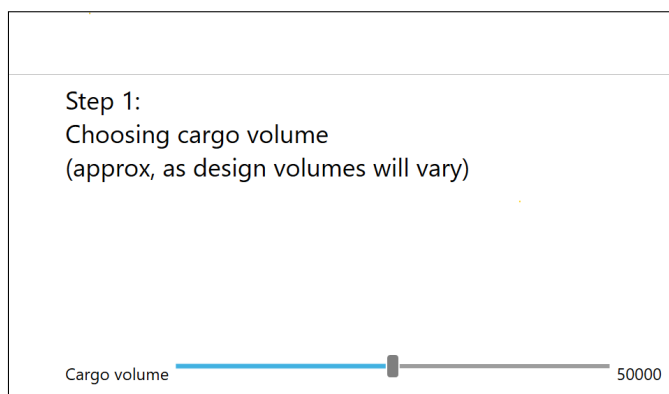 Step 1:
Choosing cargo volume
(approx, as design volumes will vary)
Cargo volume 50000